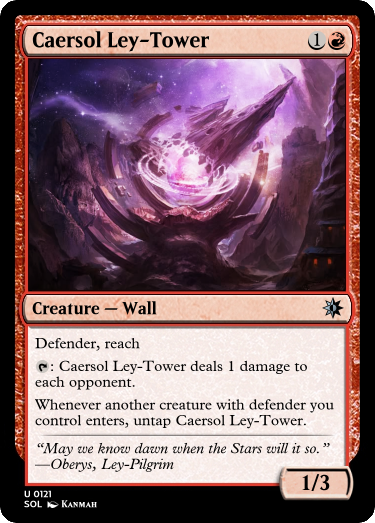 Caersol Ley-Tower 1
Creature — Wall
Defender, reach
: Caersol Ley-Tower deals 1 damage to
each opponent.
Whenever another creature with defender you
control enters, untap Caersol Ley-Tower.
“May we know dawn when the Stars will it so.”
—Oberys, Ley-Pilgrim
1/3
U 0121
SOL Kanmah